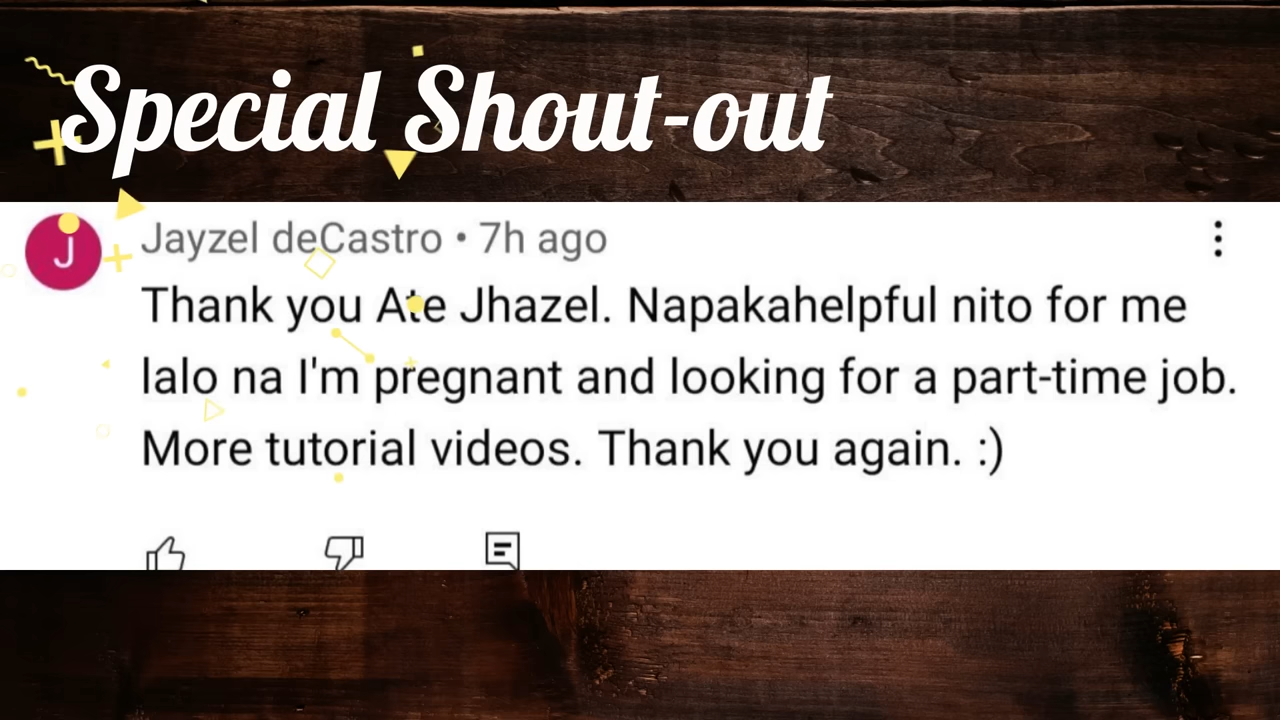 Special Shout-out
J
Jayzel deCastro • 7h ago
Thank you Ate Jhazel. Napakahelpful nito for me
lalo na I'm pregnant and looking for a part-time job.
More tutorial videos. Thank you again. :)